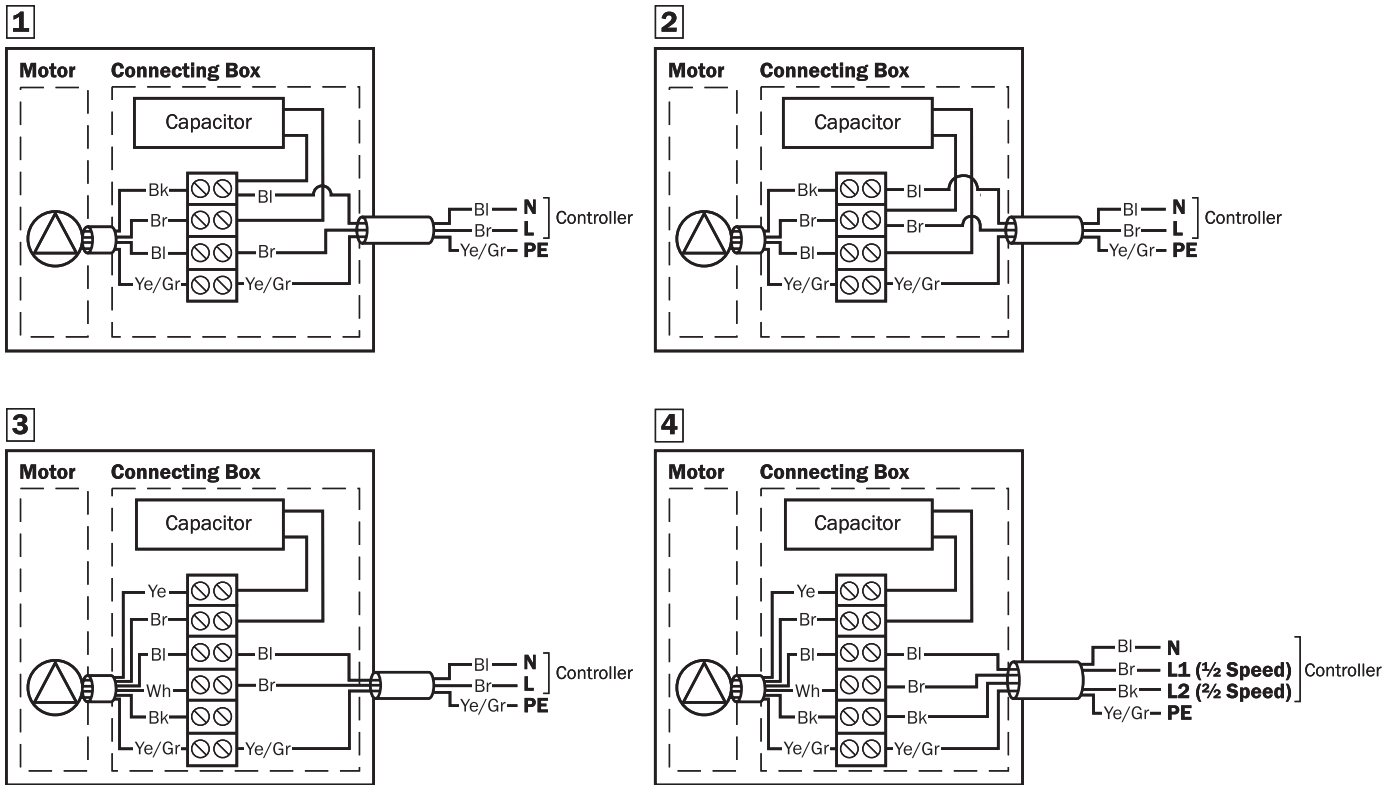 1
Motor Connecting Box
Capacitor
Bk Bl
Br
Bl Br
Ye/Gr Ye/Gr
Bl N
Br L Controller
Ye/Gr PE
2
Motor Connecting Box
Capacitor
Bk Bl
Br Br
Bl
Ye/Gr Ye/Gr
Bl N
Br L Controller
Ye/Gr PE
3
Motor Connecting Box
Capacitor
Ye
Br
Bl Bl
Wh Br
Bk
Ye/Gr Ye/Gr
Bl N
Br L Controller
Ye/Gr PE
4
Motor Connecting Box
Capacitor
Ye
Br
Bl Bl
Wh Br
Bk Bk
Ye/Gr Ye/Gr
Bl N
Br L1 (½ Speed) Controller
Bk L2 (2/2 Speed)
Ye/Gr PE